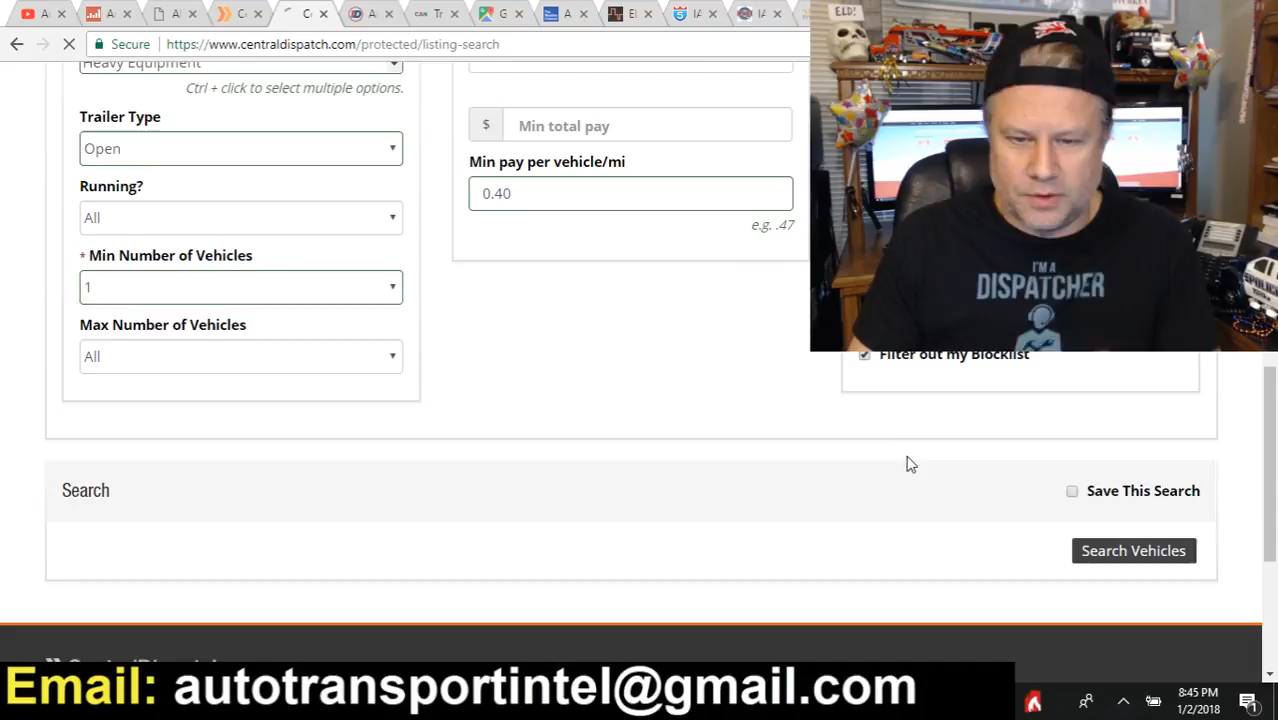 Secure
https://www.centraldispatch.com/protected/listing-search
ELD!
Heavy Equipment
Ctrl + click to select multiple options.
Trailer Type
Open
Running?
All
* Min Number of Vehicles
1
Max Number of Vehicles
All
$ Min total pay
Min pay per vehicle/mi
0.40
e.g. .47
I'M A
DISPATCHER
POLICE
Filter out my Blocklist
Search
Save This Search
Search Vehicles
Email: autotransportintel@gmail.com
8:45 PM
1/2/2018